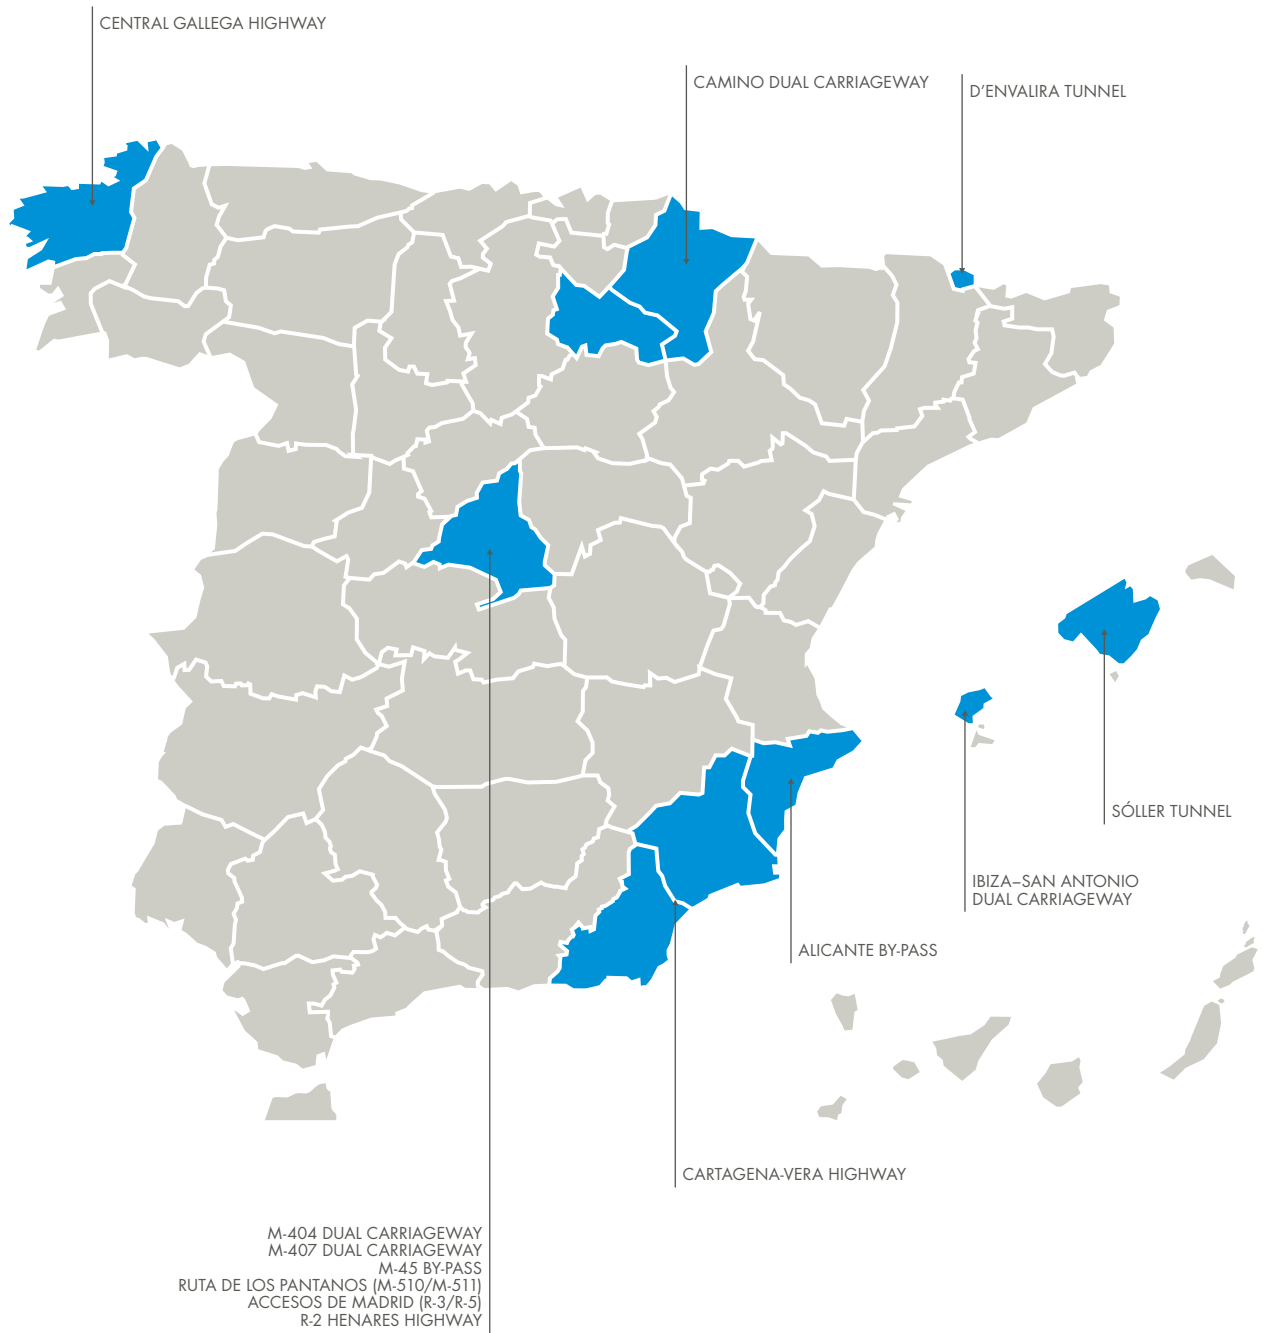 CENTRAL GALLEGA HIGHWAY
CAMINO DUAL CARRIAGEWAY
D'ENVALIRA TUNNEL
SÓLLER TUNNEL
IBIZA–SAN ANTONIO
DUAL CARRIAGEWAY
ALICANTE BY-PASS
CARTAGENA-VERA HIGHWAY
M-404 DUAL CARRIAGEWAY
M-407 DUAL CARRIAGEWAY
M-45 BY-PASS
RUTA DE LOS PANTANOS (M-510/M-511)
ACCESOS DE MADRID (R-3/R-5)
R-2 HENARES HIGHWAY